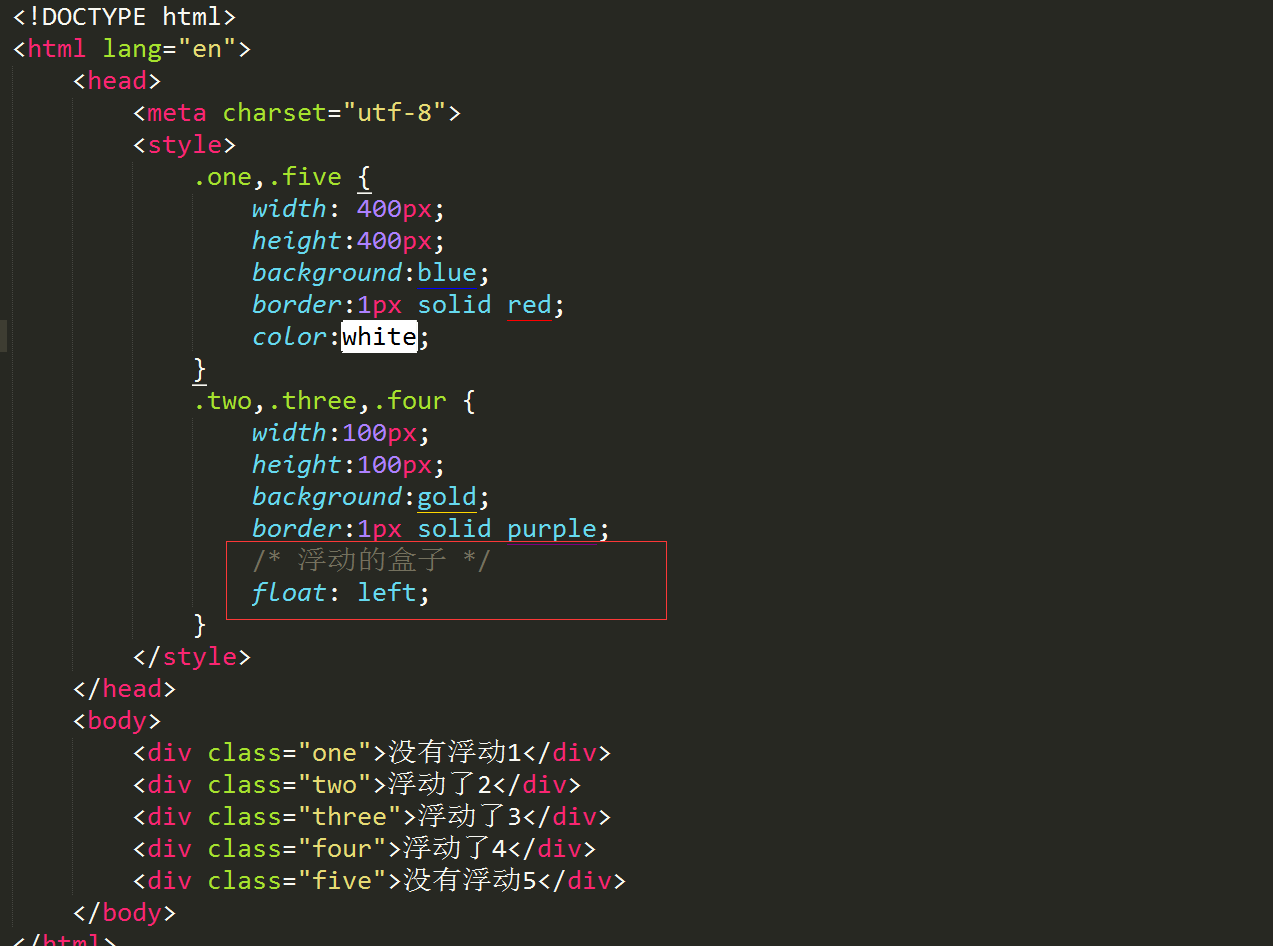 <!DOCTYPE html>
<html lang="en">
<head>
<meta charset="utf-8">
<style>
.one,.five {
width: 400px;
height:400px;
background:blue;
border:1px solid red;
color:white;
}
.two,.three,.four {
width:100px;
height:100px;
background:gold;
border:1px solid purple;
/* 浮动的盒子 */
float: left;
}
</style>
</head>
<body>
<div class="one">没有浮动1</div>
<div class="two">浮动了2</div>
<div class="three">浮动了3</div>
<div class="four">浮动了4</div>
<div class="five">没有浮动5</div>
</body>
</html>